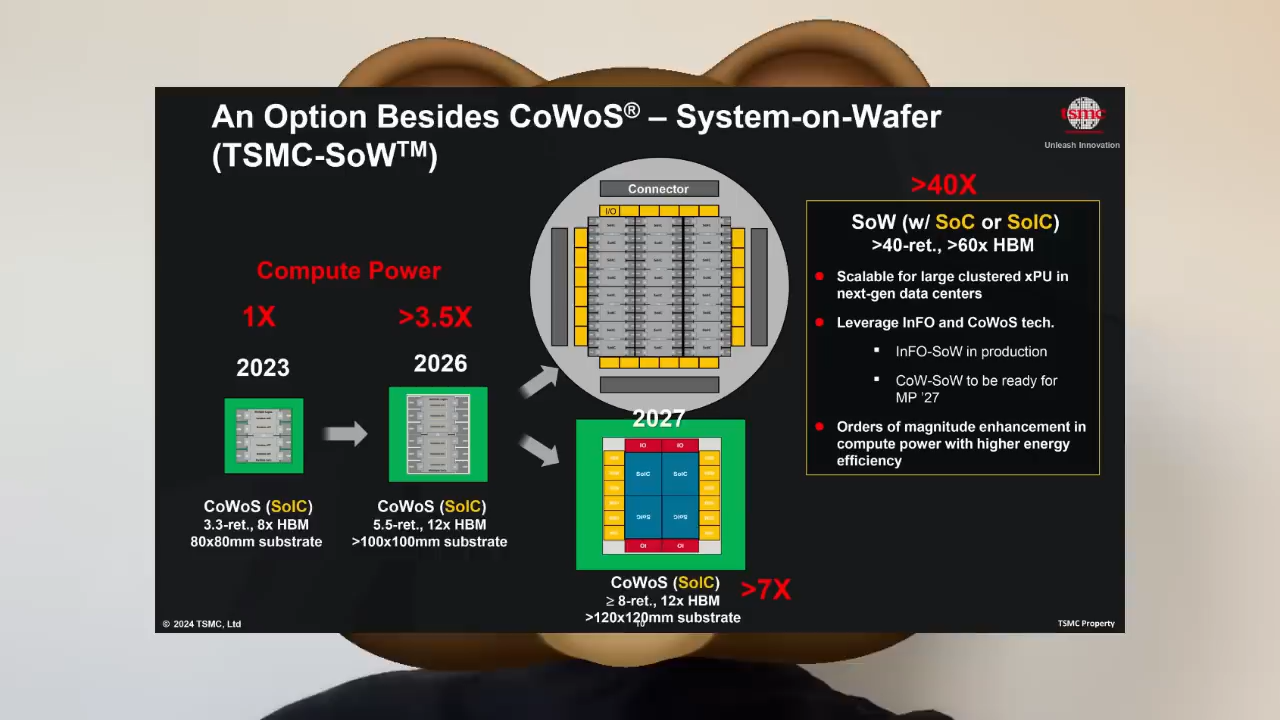 An Option Besides CoWoS® – System-on-Wafer
(TSMC-SoW™)
tsmc
Unleash Innovation
Compute Power
1X
>3.5X
2023
2026
CoWoS (SoIC)
3.3-ret., 8x HBM
80x80mm substrate
CoWoS (SoIC)
5.5-ret., 12x HBM
>100x100mm substrate
Connector
I/O
2027
IO
IO
SoIC
SoIC
SoIC
SoIC
IO
IO
CoWoS (SoIC)
≥ 8-ret., 12x HBM
>120x120mm substrate
>7X
>40X
SoW (w/ SoC or SoIC)
>40-ret., >60x HBM
Scalable for large clustered xPU in
next-gen data centers
Leverage InFO and CoWoS tech.
InFO-SoW in production
CoW-SoW to be ready for
MP '27
Orders of magnitude enhancement in
compute power with higher energy
efficiency
© 2024 TSMC, Ltd
TSMC Property